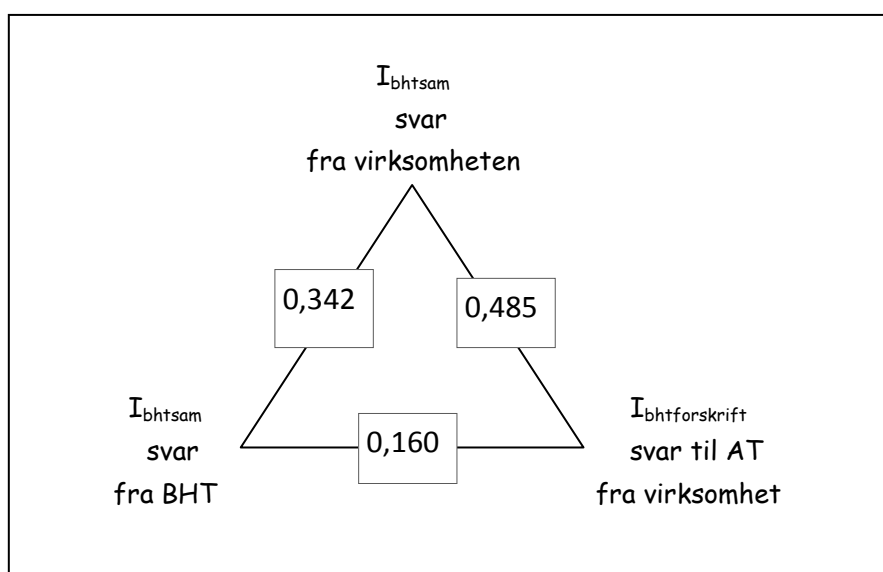 Ibhtsam
svar
fra virksomheten
0,342
0,485
Ibhtsam
svar
fra BHT
0,160
Ibhtforskrift
svar til AT
fra virksomhet